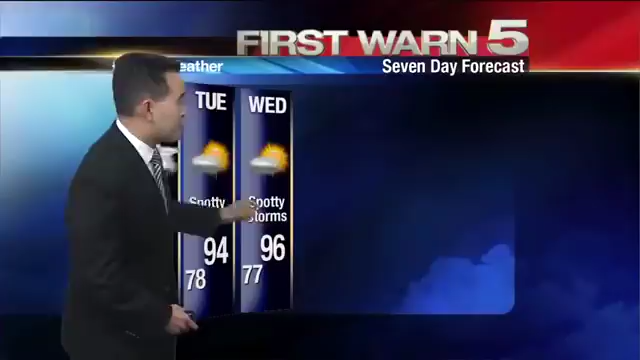 FIRST WARN 5
eather
Seven Day Forecast
TUE
WED
Spotty
Spotty
Storms
94
96
78
77